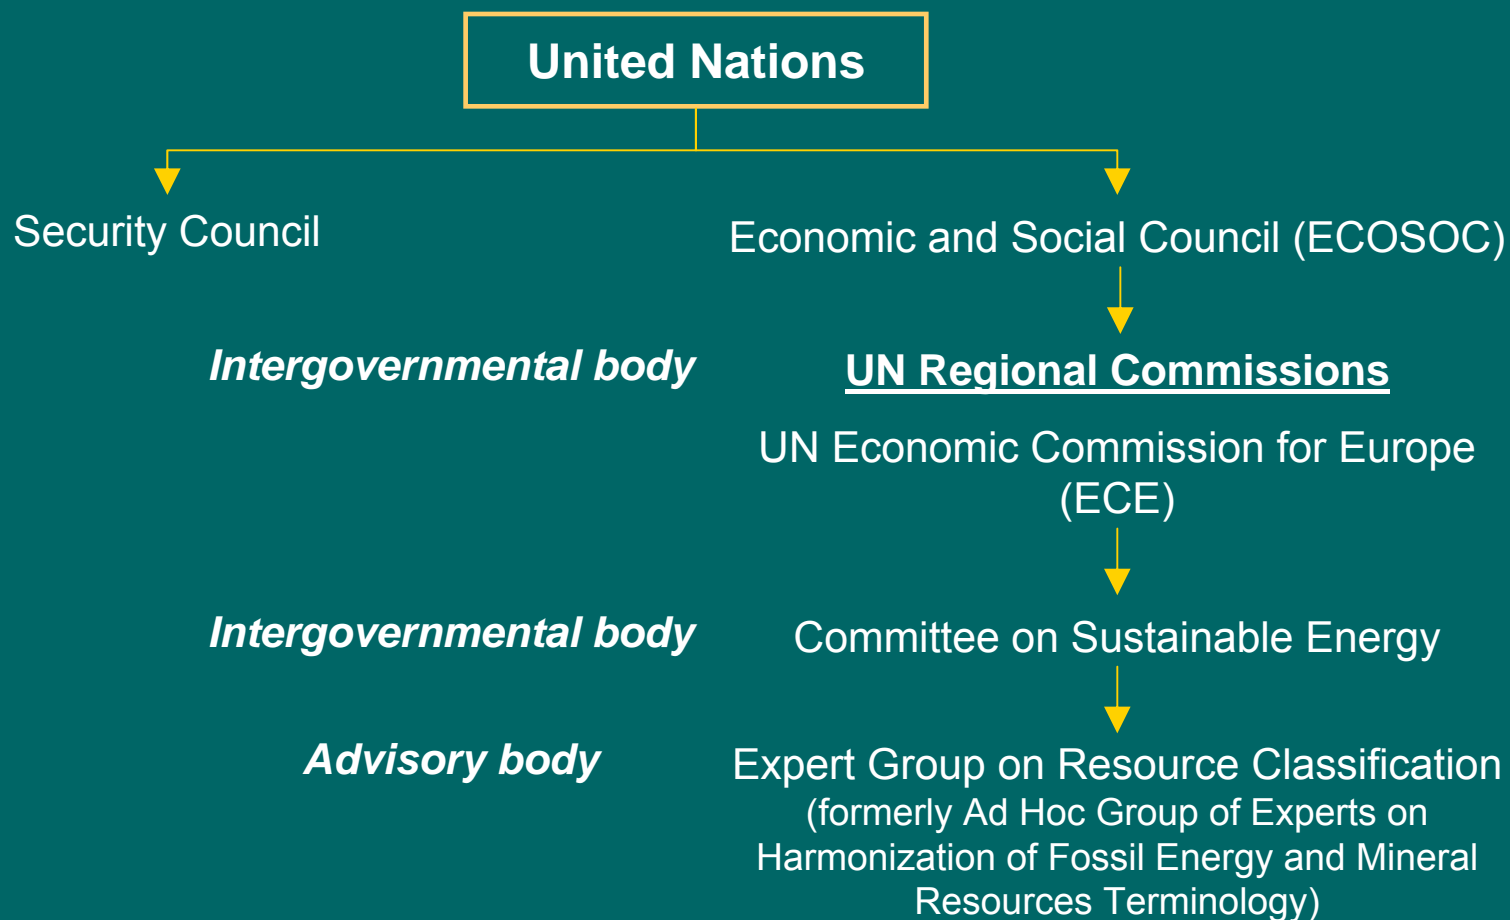 United Nations
Security Council
Economic and Social Council (ECOSOC)
Intergovernmental body
UN Regional Commissions
UN Economic Commission for Europe
(ECE)
Intergovernmental body
Committee on Sustainable Energy
Advisory body
Expert Group on Resource Classification
(formerly Ad Hoc Group of Experts on
Harmonization of Fossil Energy and Mineral
Resources Terminology)